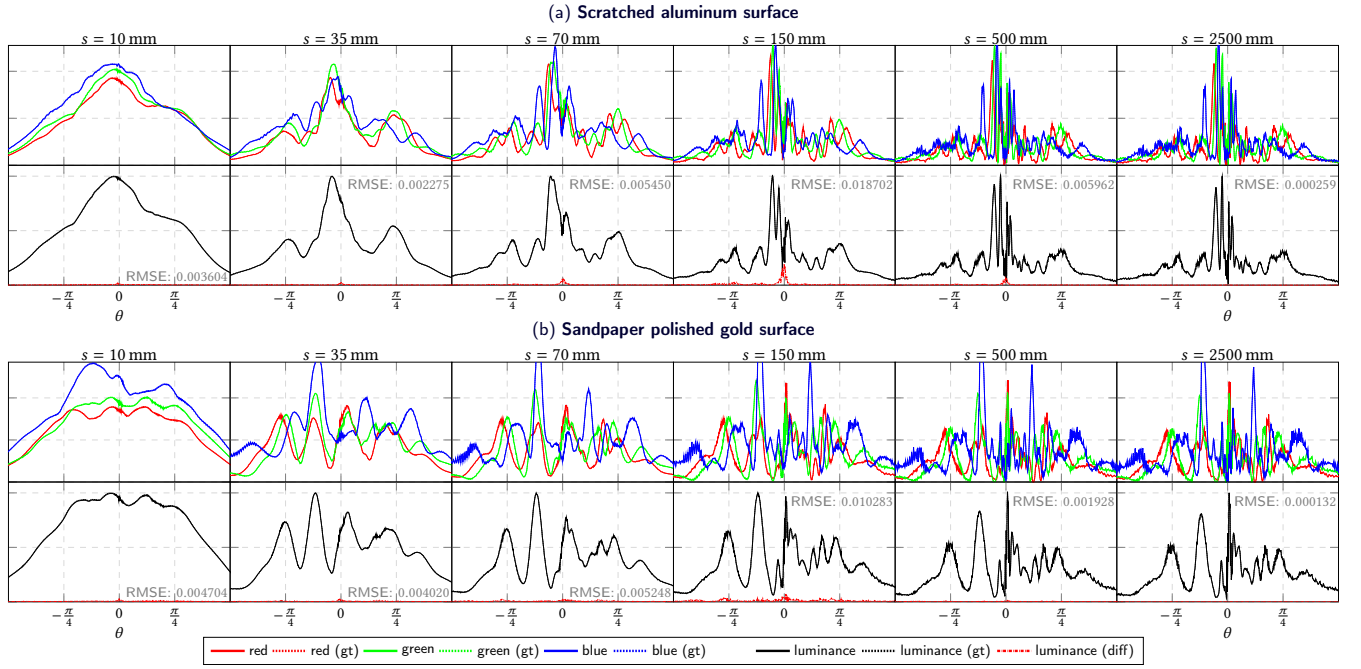 (a) Scratched aluminum surface
s = 10 mm s = 35 mm s = 70 mm s = 150 mm s = 500 mm s = 2500 mm
RMSE: 0.003604 RMSE: 0.002275 RMSE: 0.005450 RMSE: 0.018702 RMSE: 0.005962 RMSE: 0.000259
−π/4 0 π/4 −π/4 0 π/4 −π/4 0 π/4 −π/4 0 π/4 −π/4 0 π/4 −π/4 0 π/4
θ θ θ θ θ θ
(b) Sandpaper polished gold surface
s = 10 mm s = 35 mm s = 70 mm s = 150 mm s = 500 mm s = 2500 mm
RMSE: 0.004704 RMSE: 0.004020 RMSE: 0.005248 RMSE: 0.010283 RMSE: 0.001928 RMSE: 0.000132
−π/4 0 π/4 −π/4 0 π/4 −π/4 0 π/4 −π/4 0 π/4 −π/4 0 π/4 −π/4 0 π/4
θ θ θ θ θ θ
red red (gt) green green (gt) blue blue (gt) luminance luminance (gt) luminance (diff)